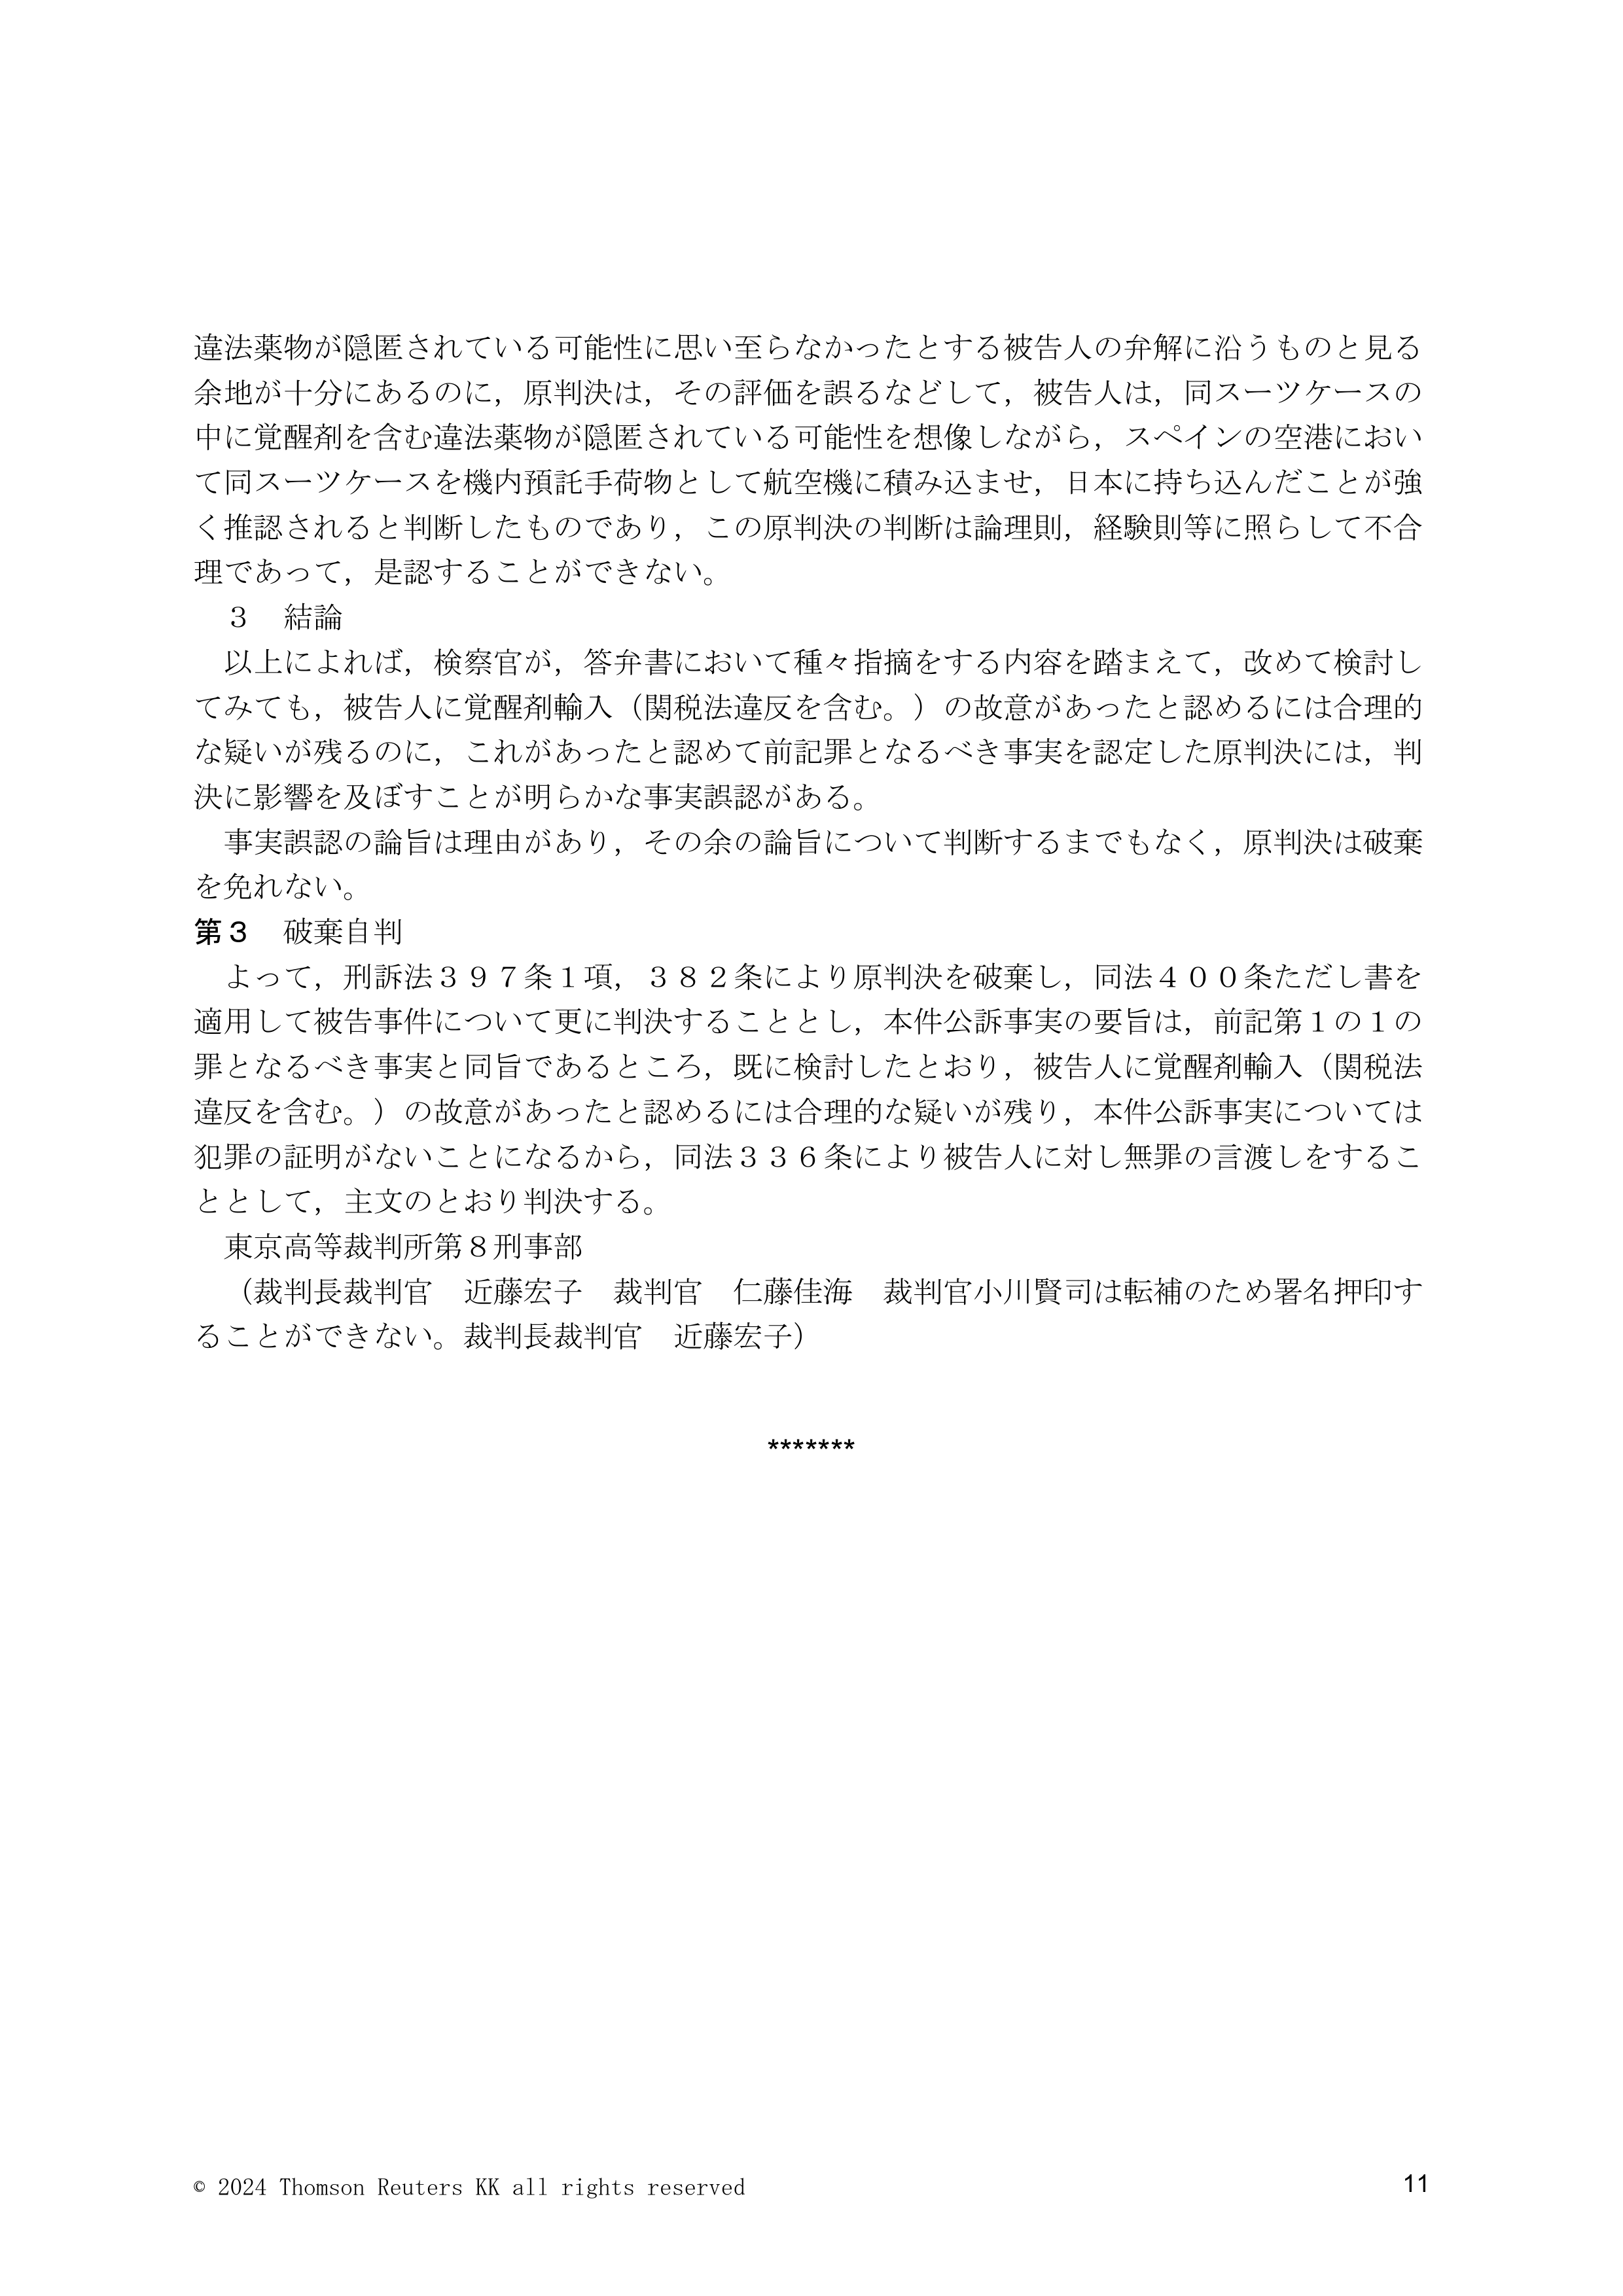 違法薬物が隠匿されている可能性に思い至らなかったとする被告人の弁解に沿うものと見る
余地が十分にあるのに，原判決は，その評価を誤るなどして，被告人は，同スーツケースの
中に覚醒剤を含む違法薬物が隠匿されている可能性を想像しながら，スペインの空港におい
て同スーツケースを機内預託手荷物として航空機に積み込ませ，日本に持ち込んだことが強
く推認されると判断したものであり，この原判決の判断は論理則，経験則等に照らして不合
理であって，是認することができない。
　３　結論
　以上によれば，検察官が，答弁書において種々指摘をする内容を踏まえて，改めて検討し
てみても，被告人に覚醒剤輸入（関税法違反を含む。）の故意があったと認めるには合理的
な疑いが残るのに，これがあったと認めて前記罪となるべき事実を認定した原判決には，判
決に影響を及ぼすことが明らかな事実誤認がある。
　事実誤認の論旨は理由があり，その余の論旨について判断するまでもなく，原判決は破棄
を免れない。
第３　破棄自判
　よって，刑訴法３９７条１項，３８２条により原判決を破棄し，同法４００条ただし書を
適用して被告事件について更に判決することとし，本件公訴事実の要旨は，前記第１の１の
罪となるべき事実と同旨であるところ，既に検討したとおり，被告人に覚醒剤輸入（関税法
違反を含む。）の故意があったと認めるには合理的な疑いが残り，本件公訴事実については
犯罪の証明がないことになるから，同法３３６条により被告人に対し無罪の言渡しをするこ
ととして，主文のとおり判決する。
　東京高等裁判所第８刑事部
　（裁判長裁判官　近藤宏子　裁判官　仁藤佳海　裁判官小川賢司は転補のため署名押印す
ることができない。裁判長裁判官　近藤宏子）
*******
© 2024 Thomson Reuters KK all rights reserved
11